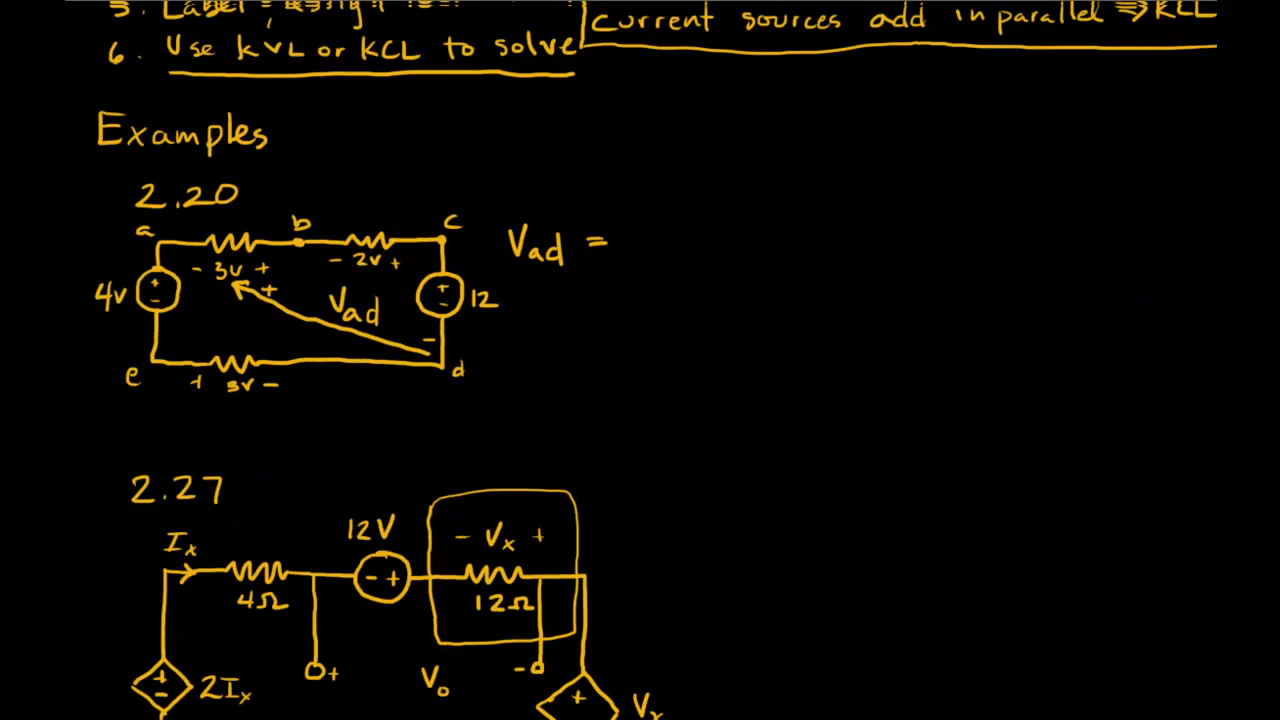 current sources add in parallel ⇒ KCL
6. Use KVL or KCL to solve
Examples
2.20
a
b
c
- 3V +
- 2V +
Vad =
4V
+
-
+
Vad
-
+
-
12
e
+ 3V -
d
2.27
12V
- Vx +
Ix
- +
4Ω
12Ω
+
-
+
-
2Ix
Vo
+
Vx